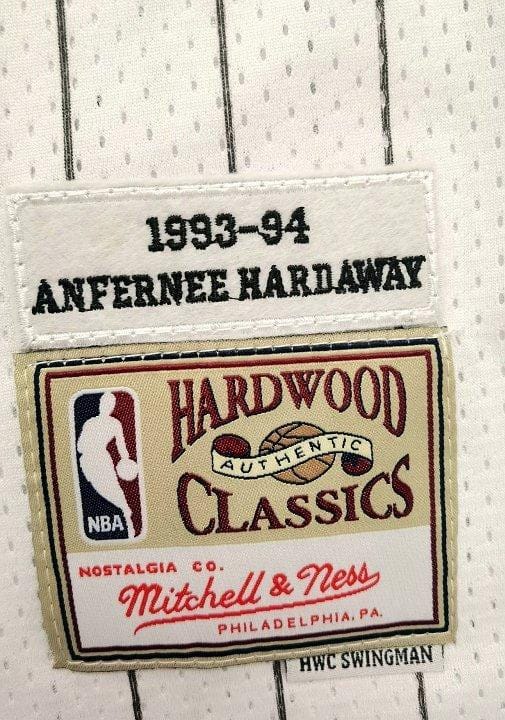 1993-94
ANFERNEE HARDAWAY
HARDWOOD
AUTHENTIC
CLASSICS
NBA
NOSTALGIA CO.
Mitchell & Ness
PHILADELPHIA, PA.
HWC SWINGMAN